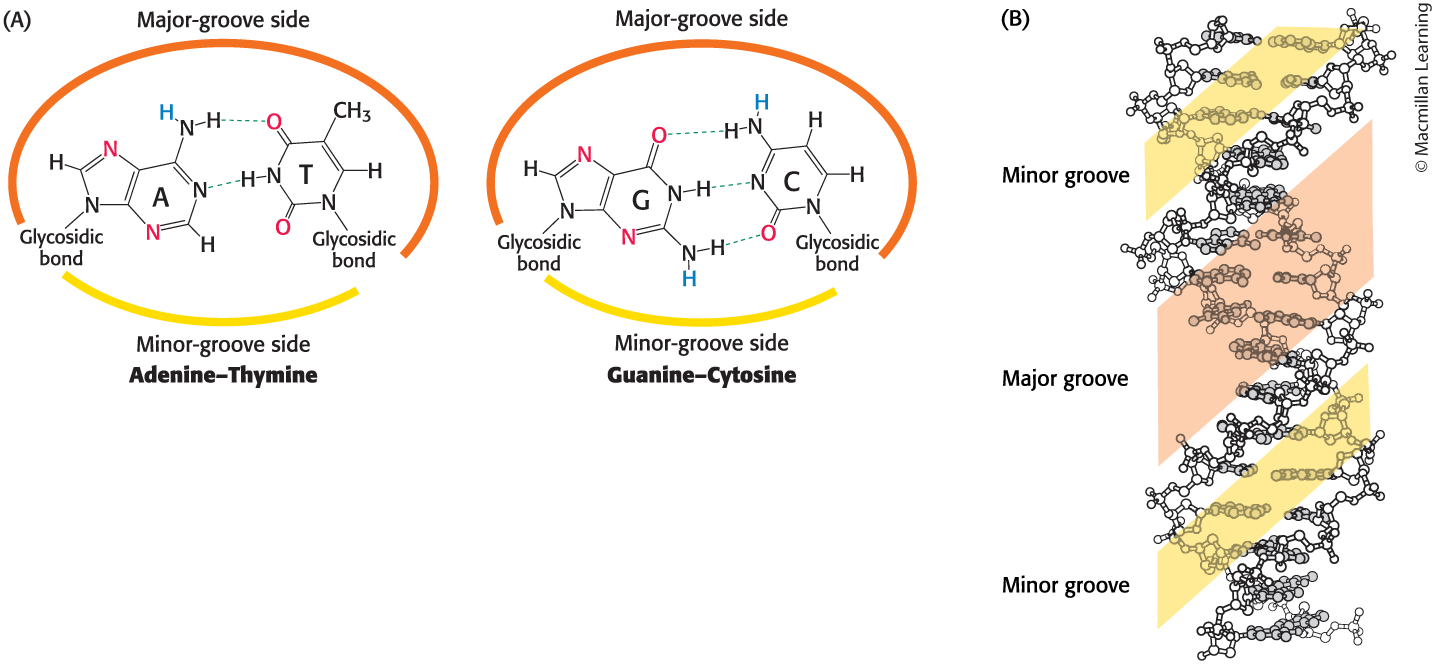 (A)
Major-groove side
H
H
N
H
O
CH₃
N
H
A
N
H
N
T
H
N
N
H
O
N
Glycosidic
bond
Glycosidic
bond
Minor-groove side
Adenine–Thymine
Major-groove side
H
O
H
N
H
N
H
G
N
H
N
C
H
N
N
N
H
O
N
H
Glycosidic
bond
Glycosidic
bond
Minor-groove side
Guanine–Cytosine
(B)
Minor groove
Major groove
Minor groove
© Macmillan Learning